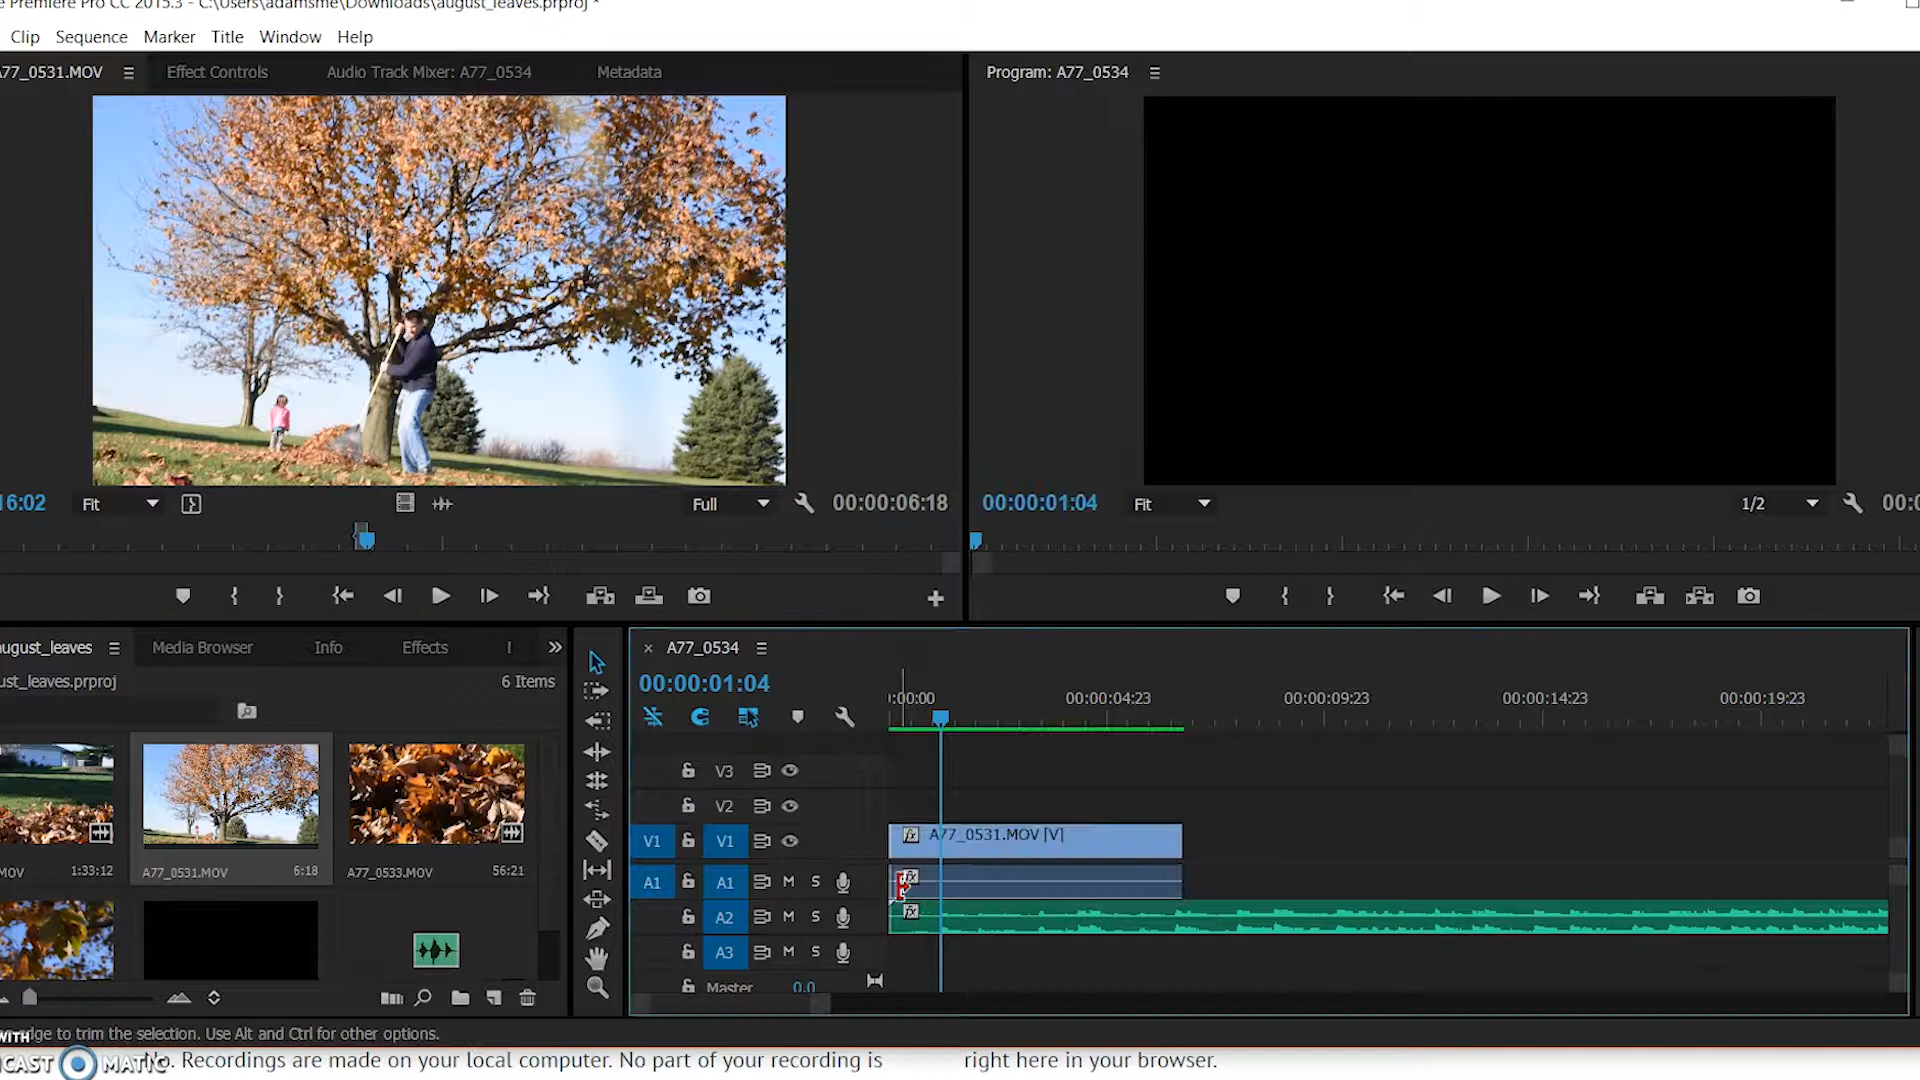 Premiere Pro CC 2015.3 - C:\Users\adamsme\Downloads\august_leaves.prproj *
Clip Sequence Marker Title Window Help
A77_0531.MOV Effect Controls Audio Track Mixer: A77_0534 Metadata
Program: A77_0534
16:02 Fit Full 00:00:06:18
00:00:01:04 Fit 1/2 00:0
august_leaves Media Browser Info Effects
ust_leaves.prproj 6 Items
MOV 1:33:12
A77_0531.MOV 6:18
A77_0533.MOV 56:21
× A77_0534
00:00:01:04
:00:00 00:00:04:23 00:00:09:23 00:00:14:23 00:00:19:23
V3
V2
V1 V1 fx A77_0531.MOV [V]
A1 A1 M S fx
A2 M S fx
A3 M S
Master 0.0
edge to trim the selection. Use Alt and Ctrl for other options.
WITH
CAST MATIC
No. Recordings are made on your local computer. No part of your recording is
right here in your browser.